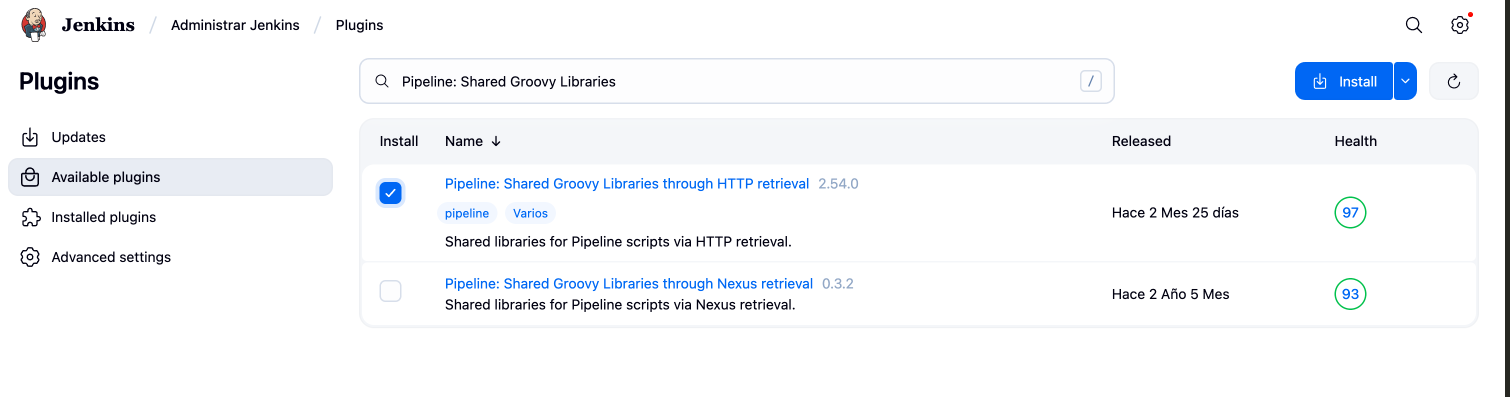 Jenkins / Administrar Jenkins / Plugins
Plugins
Pipeline: Shared Groovy Libraries /
Install
Updates
Available plugins
Installed plugins
Advanced settings
Install Name ↓ Released Health
Pipeline: Shared Groovy Libraries through HTTP retrieval 2.54.0
pipeline Varios
Hace 2 Mes 25 días 97
Shared libraries for Pipeline scripts via HTTP retrieval.
Pipeline: Shared Groovy Libraries through Nexus retrieval 0.3.2
Hace 2 Año 5 Mes 93
Shared libraries for Pipeline scripts via Nexus retrieval.